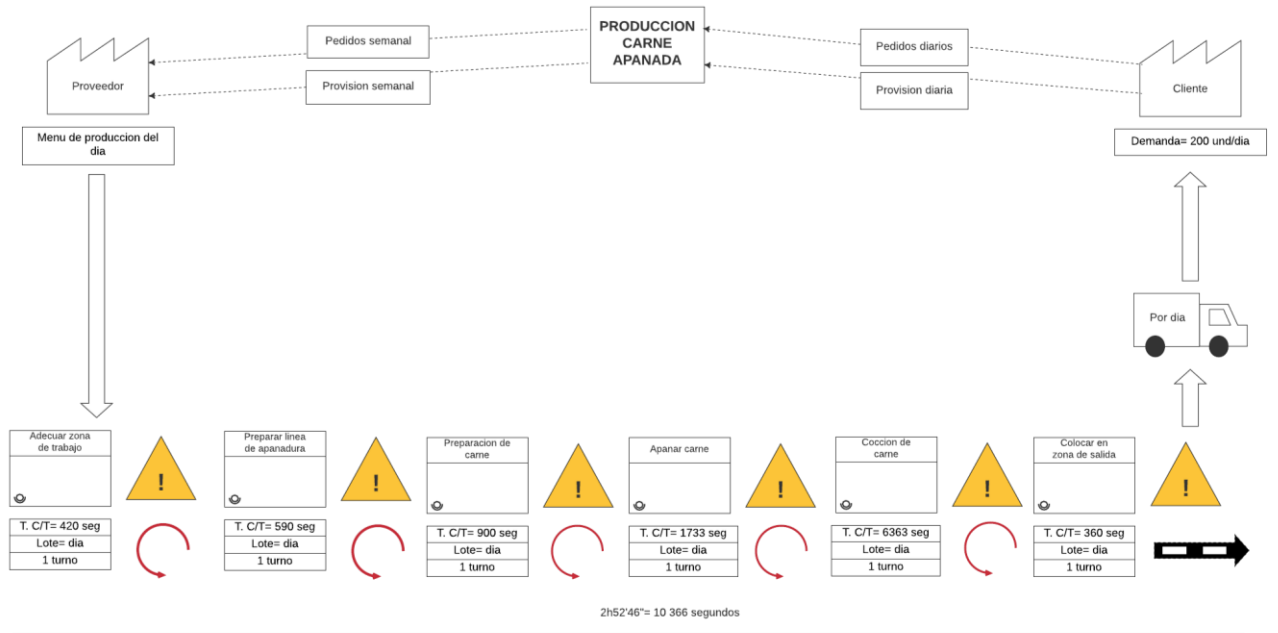 PRODUCCION
CARNE
APANADA
Pedidos semanal
Provision semanal
Pedidos diarios
Provision diaria
Proveedor
Cliente
Menu de produccion del
dia
Demanda= 200 und/dia
Por dia
Adecuar zona
de trabajo
!
Preparar linea
de apanadura
!
Preparacion de
carne
!
Apanar carne
!
Coccion de
carne
!
Colocar en
zona de salida
!
T. C/T= 420 seg
Lote= dia
1 turno
T. C/T= 590 seg
Lote= dia
1 turno
T. C/T= 900 seg
Lote= dia
1 turno
T. C/T= 1733 seg
Lote= dia
1 turno
T. C/T= 6363 seg
Lote= dia
1 turno
T. C/T= 360 seg
Lote= dia
1 turno
2h52'46"= 10 366 segundos